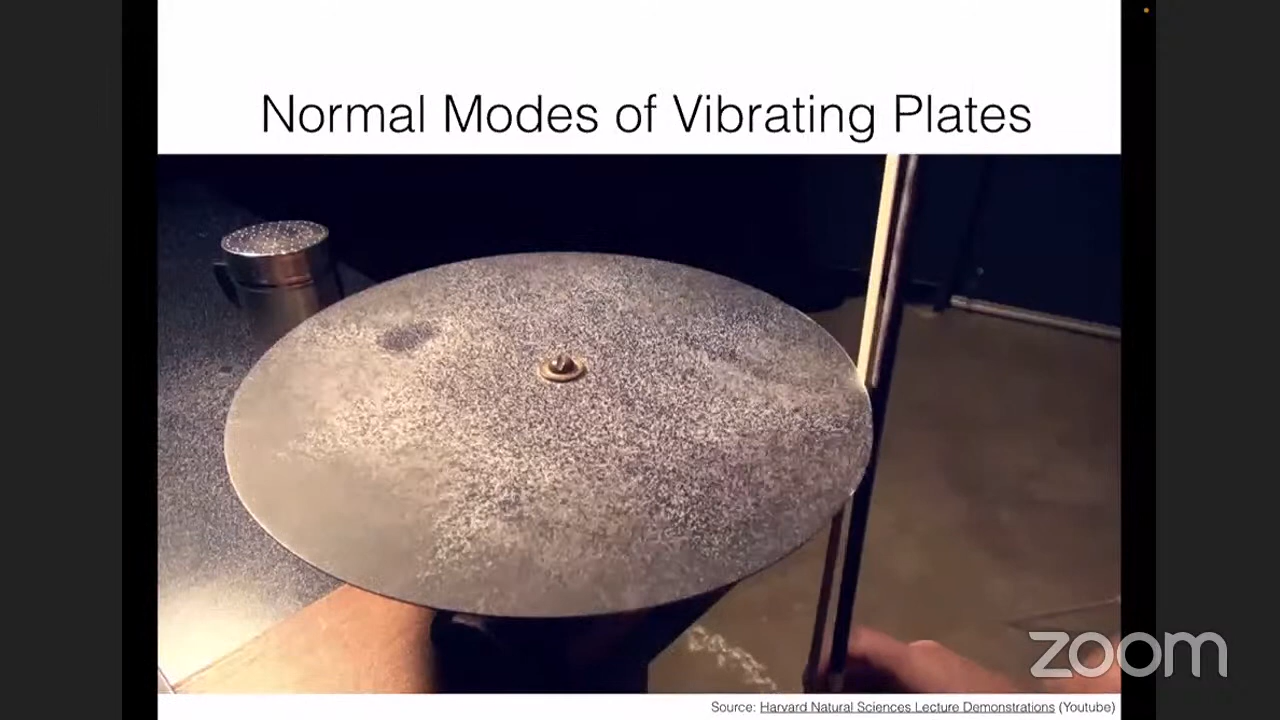 Normal Modes of Vibrating Plates
zoom
Source: Harvard Natural Sciences Lecture Demonstrations (Youtube)